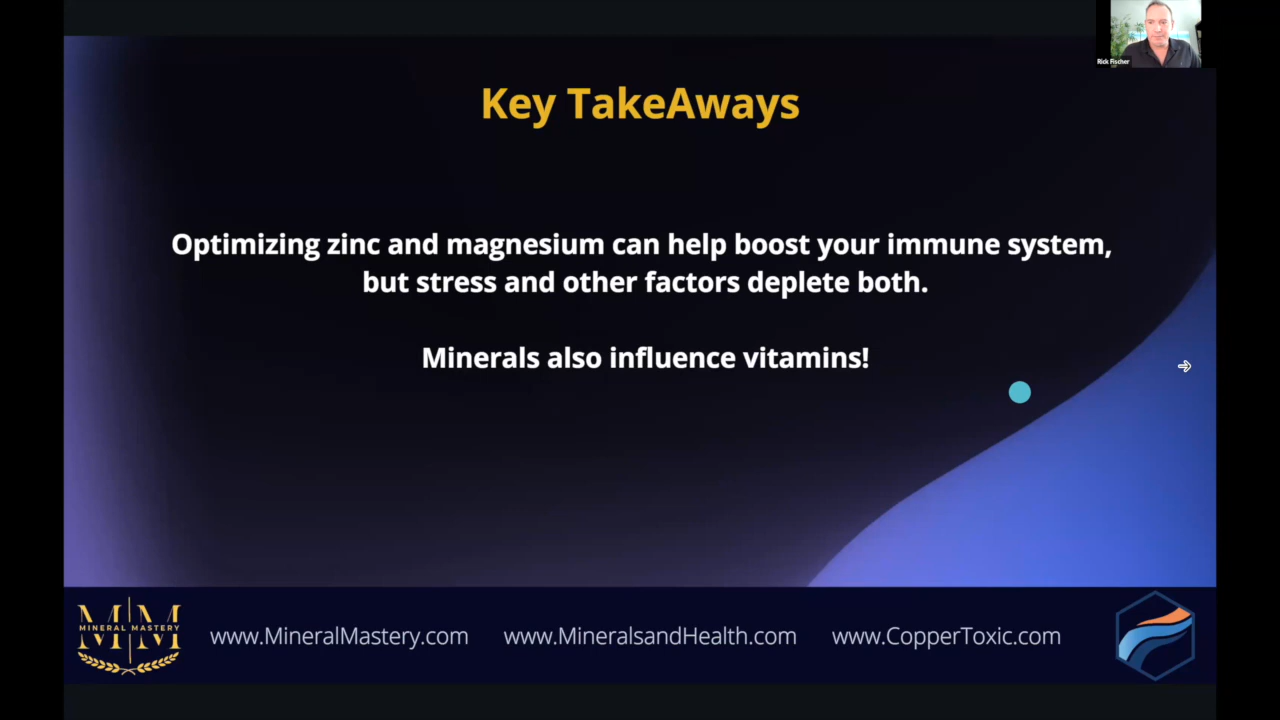 Rick Fischer
Key TakeAways
Optimizing zinc and magnesium can help boost your immune system,
but stress and other factors deplete both.
Minerals also influence vitamins!
MM
MINERAL MASTERY
www.MineralMastery.com
www.MineralsandHealth.com
www.CopperToxic.com